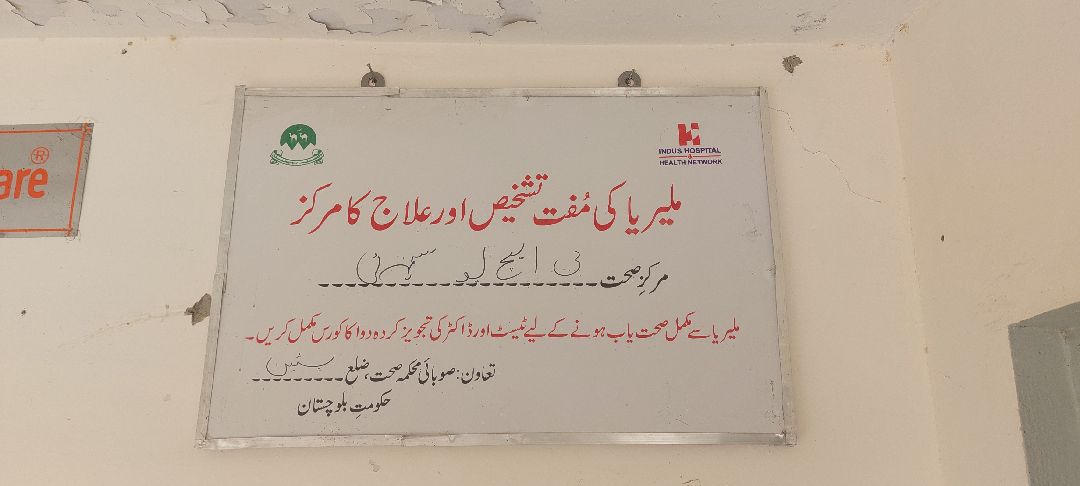 are®
INDUS HOSPITAL
&
HEALTH NETWORK
ملیریا کی مُفت تشخیص اور علاج کا مرکز
مرکزِ صحت بی ایچ یو
ملیریا سے مکمل صحت یاب ہونے کے لیے ٹیسٹ اور ڈاکٹر کی تجویز کردہ دوا کا کورس مکمل کریں۔
تعاون: صوبائی محکمہ صحت، ضلع
حکومتِ بلوچستان